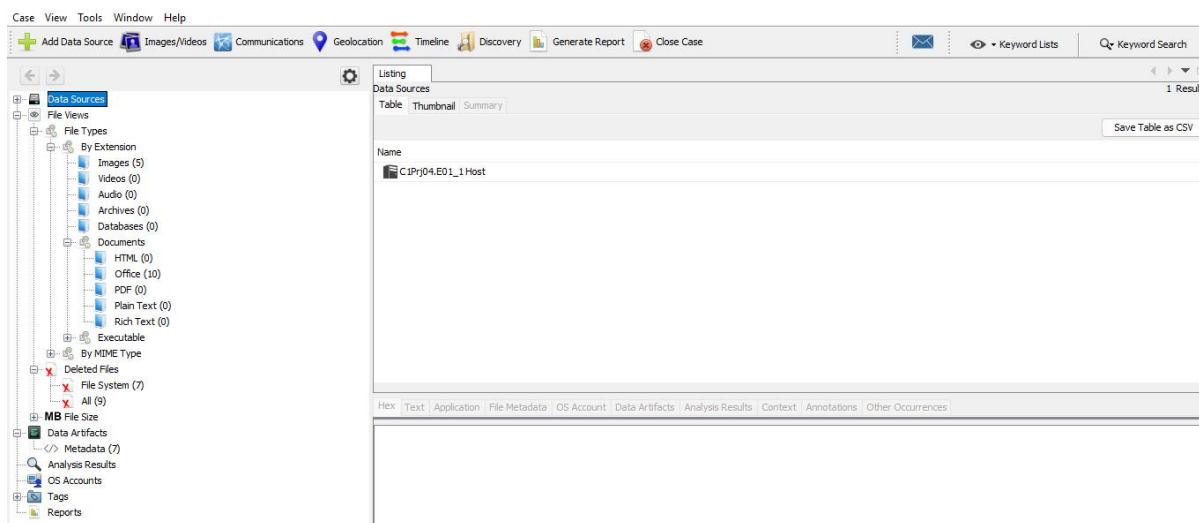 Case View Tools Window Help
Add Data Source Images/Videos Communications Geolocation Timeline Discovery Generate Report Close Case Keyword Lists Keyword Search
Listing
Data Sources
1 Resul
Table Thumbnail Summary
Save Table as CSV
Name
C1Prj04.E01_1 Host
Data Sources
File Views
File Types
By Extension
Images (5)
Videos (0)
Audio (0)
Archives (0)
Databases (0)
Documents
HTML (0)
Office (10)
PDF (0)
Plain Text (0)
Rich Text (0)
Executable
By MIME Type
Deleted Files
File System (7)
All (9)
MB File Size
Data Artifacts
Metadata (7)
Analysis Results
OS Accounts
Tags
Reports
Hex Text Application File Metadata OS Account Data Artifacts Analysis Results Context Annotations Other Occurrences